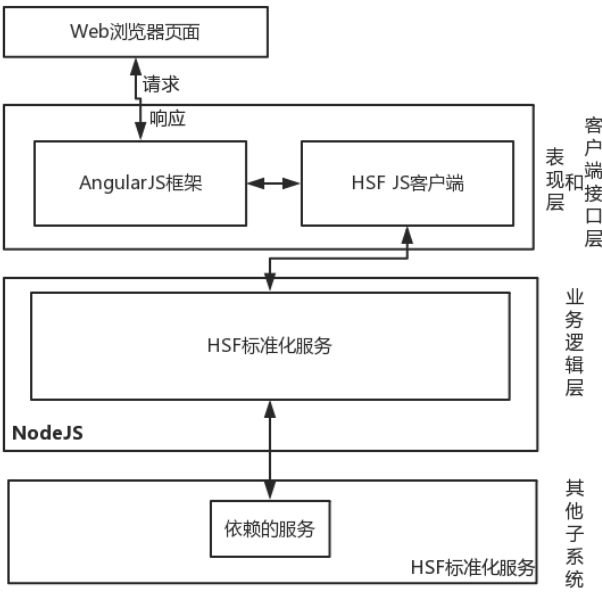 Web浏览器页面
请求
响应
AngularJS框架
HSF JS客户端
表现层
和
客户端接口层
HSF标准化服务
NodeJS
业务逻辑层
依赖的服务
HSF标准化服务
其他子系统